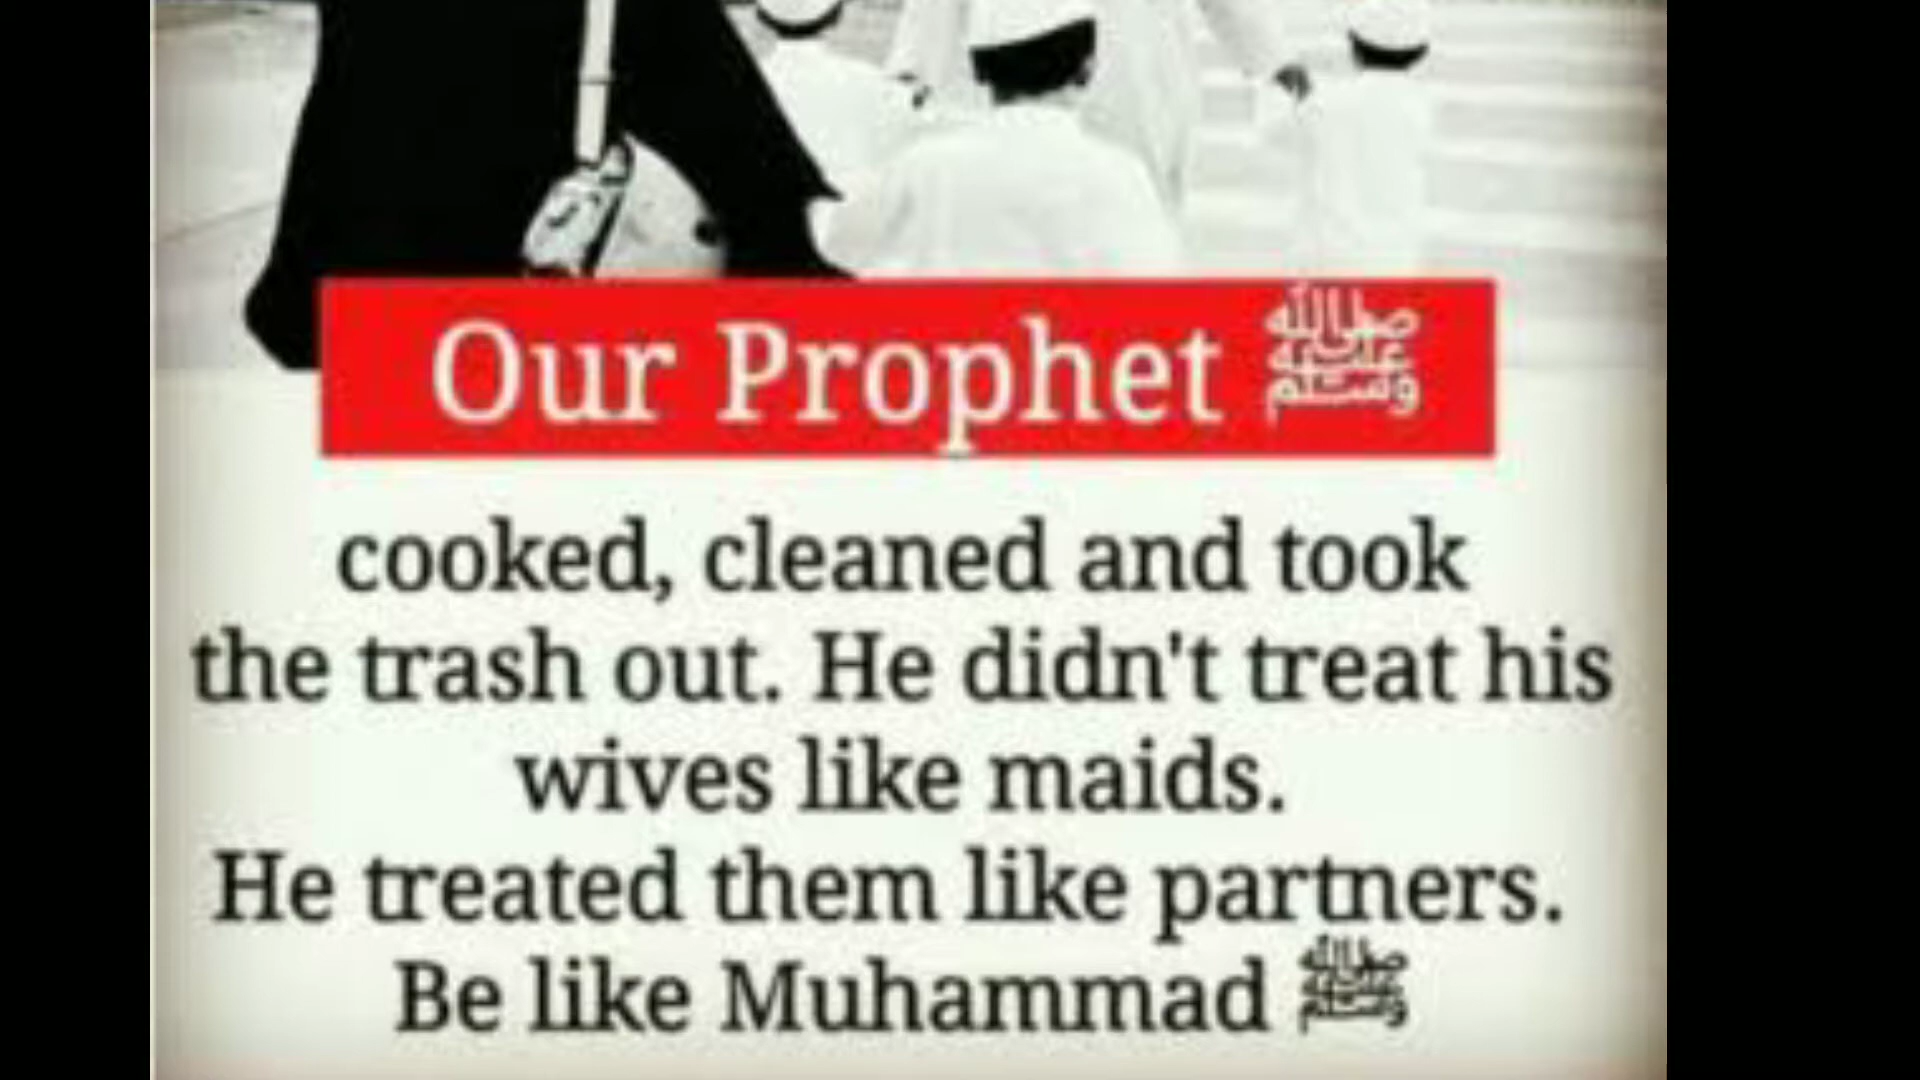 Our Prophet ﷺ
cooked, cleaned and took
the trash out. He didn't treat his
wives like maids.
He treated them like partners.
Be like Muhammad ﷺ